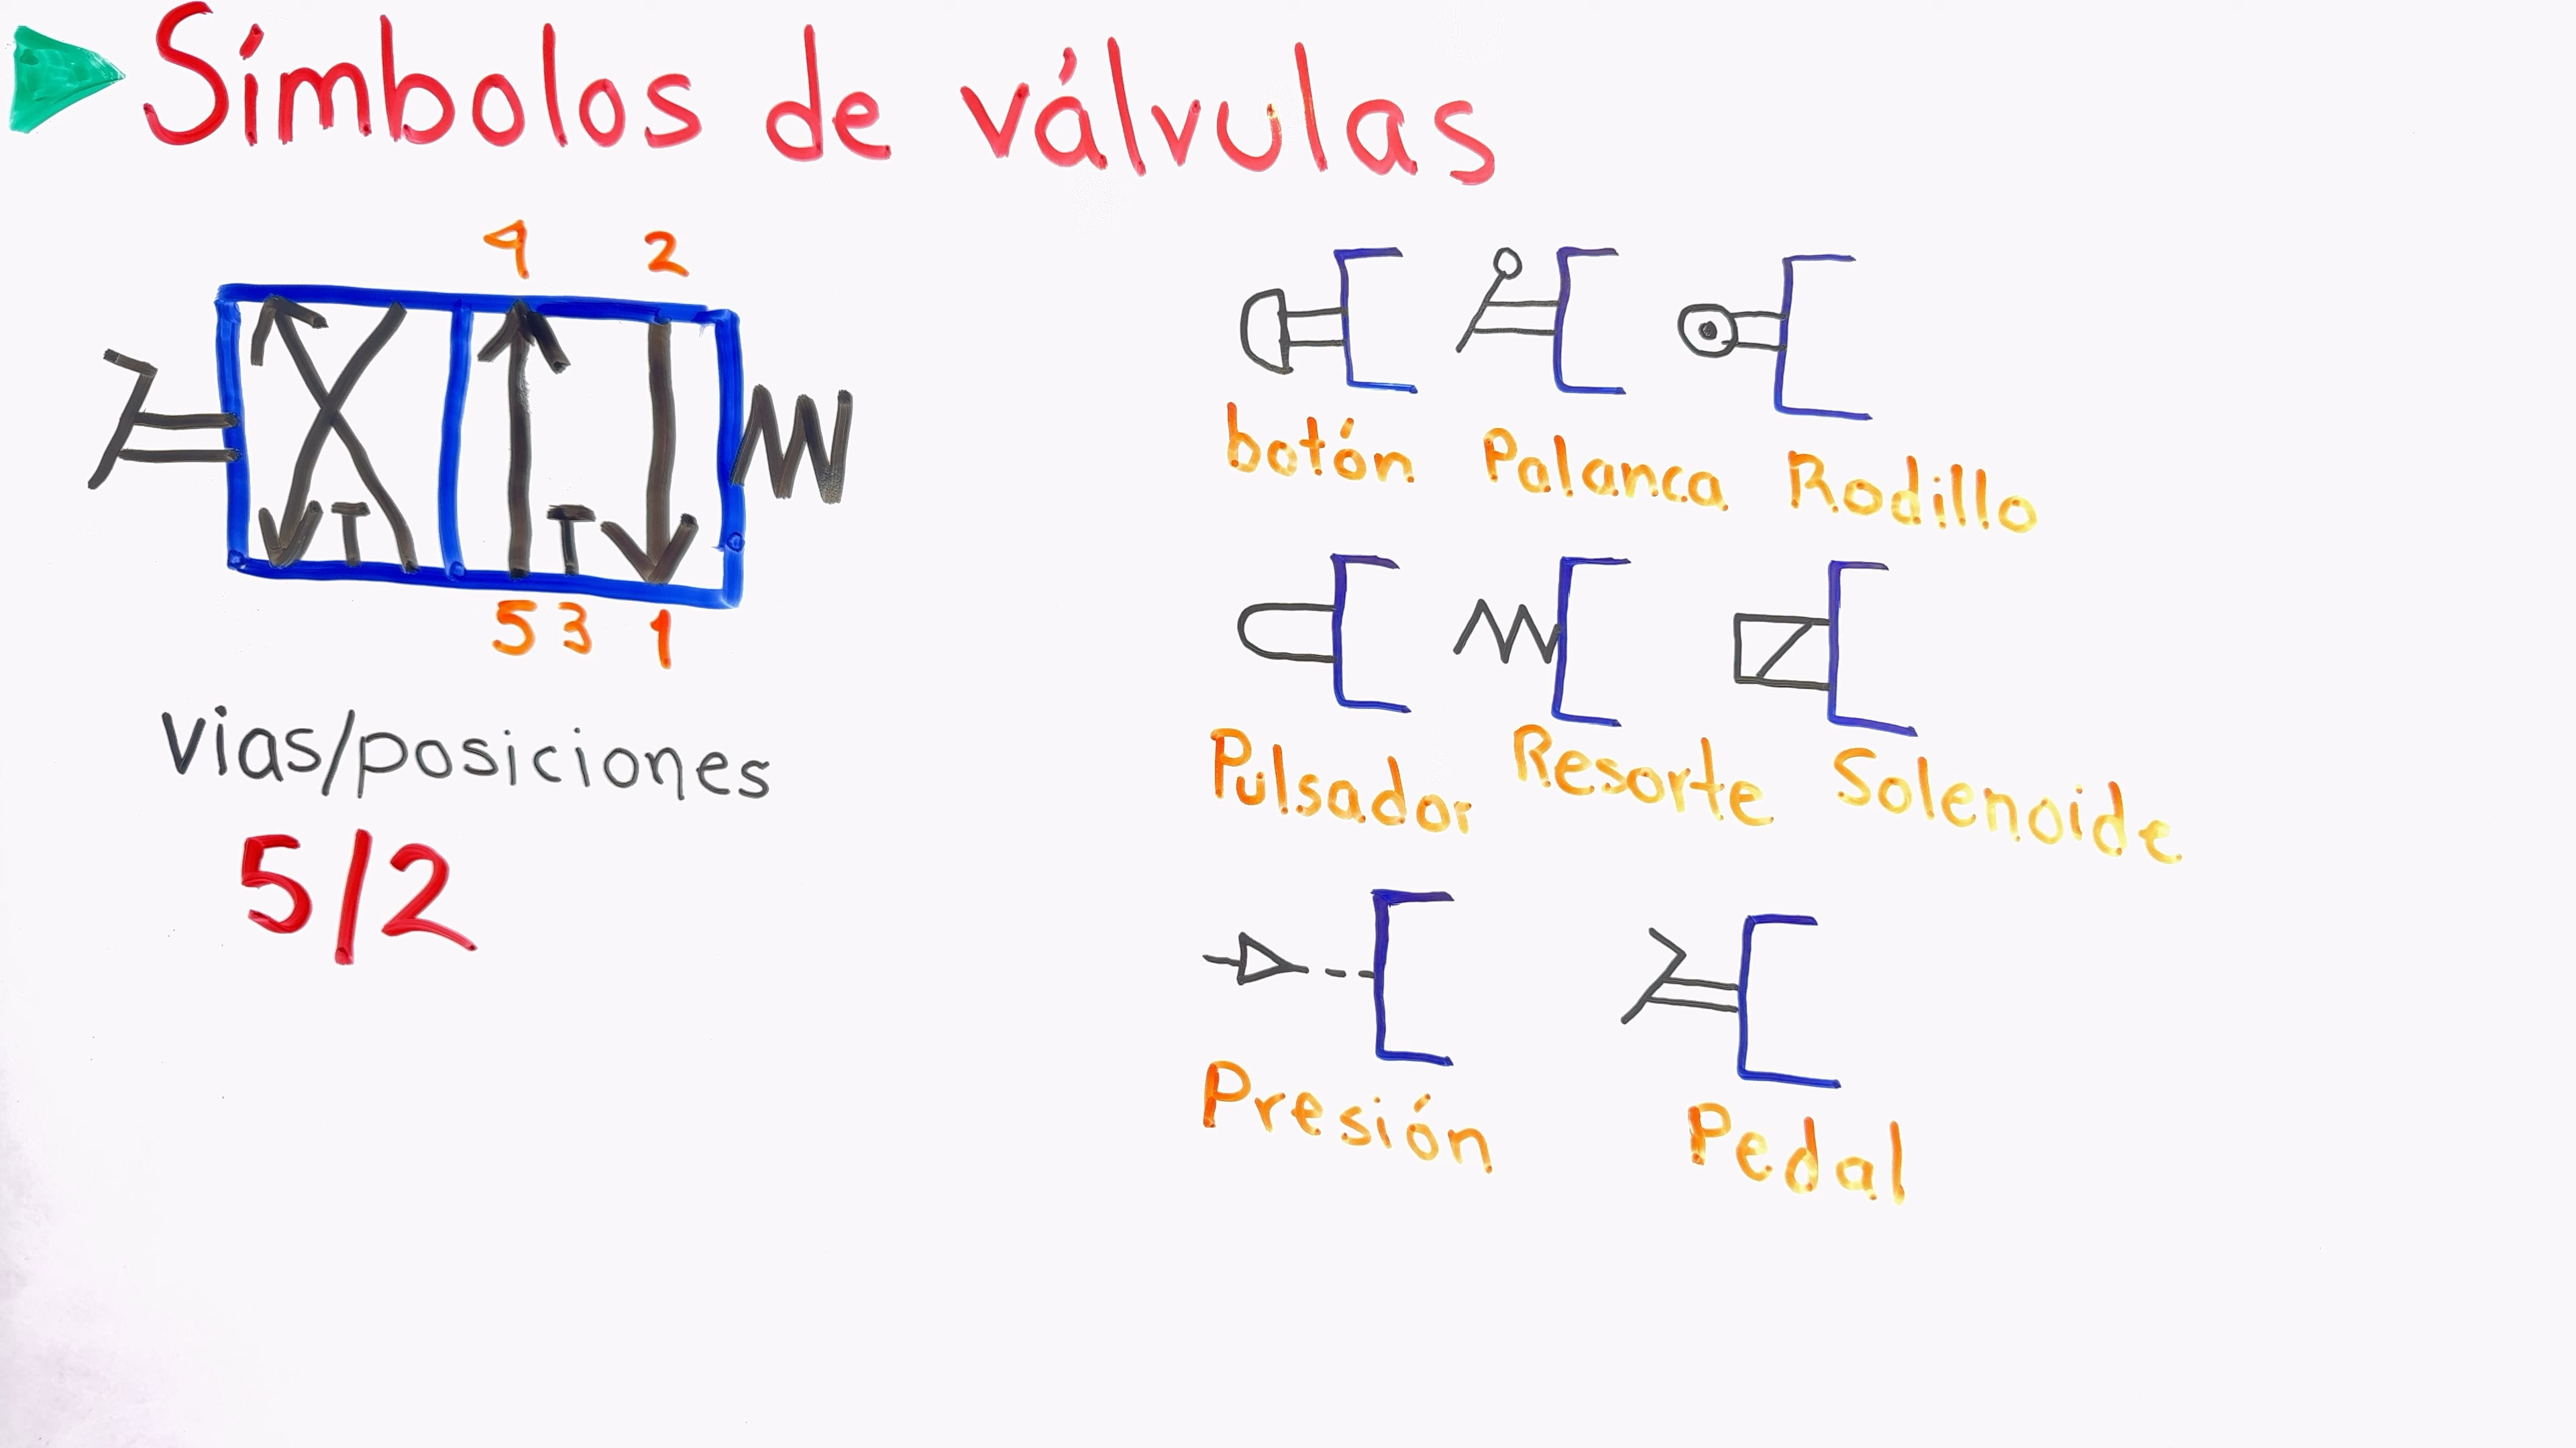 Símbolos de válvulas
4 2
5 3 1
vias/posiciones
5/2
botón Palanca Rodillo
Pulsador Resorte Solenoide
Presión Pedal